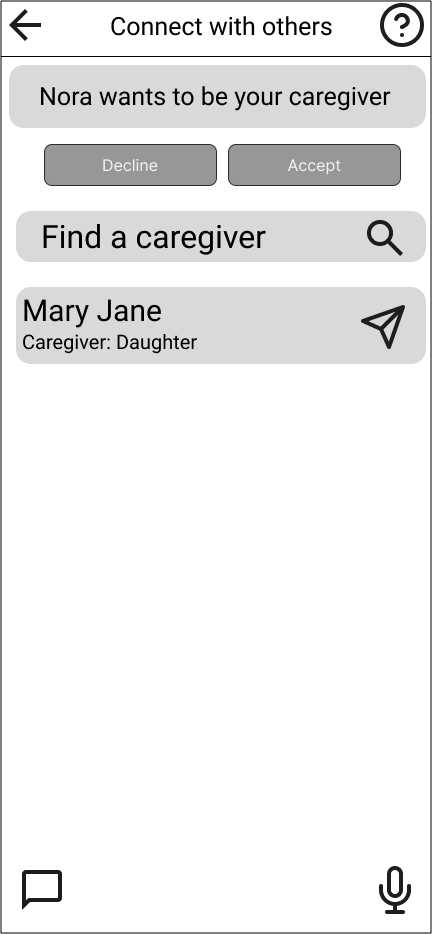 Connect with others
Nora wants to be your caregiver
Decline Accept
Find a caregiver
Mary Jane
Caregiver: Daughter